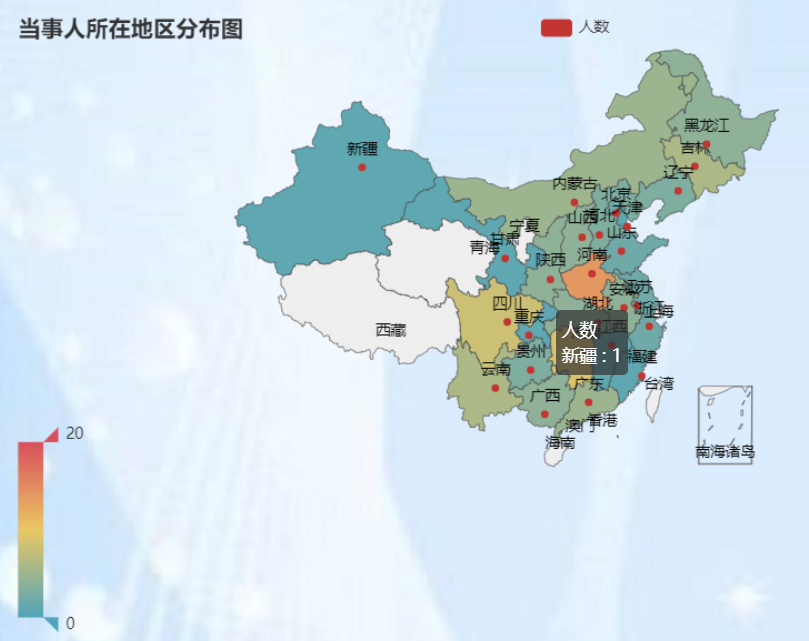 当事人所在地区分布图
人数
黑龙江
吉林
新疆
辽宁
内蒙古
北京
天津
山西
河北
宁夏
山东
甘肃
青海
陕西
河南
江苏
安徽
四川
湖北
浙江
上海
重庆
人数
新疆 : 1
江西
西藏
贵州
福建
云南
广东
台湾
广西
香港
澳门
海南
南海诸岛
20
0